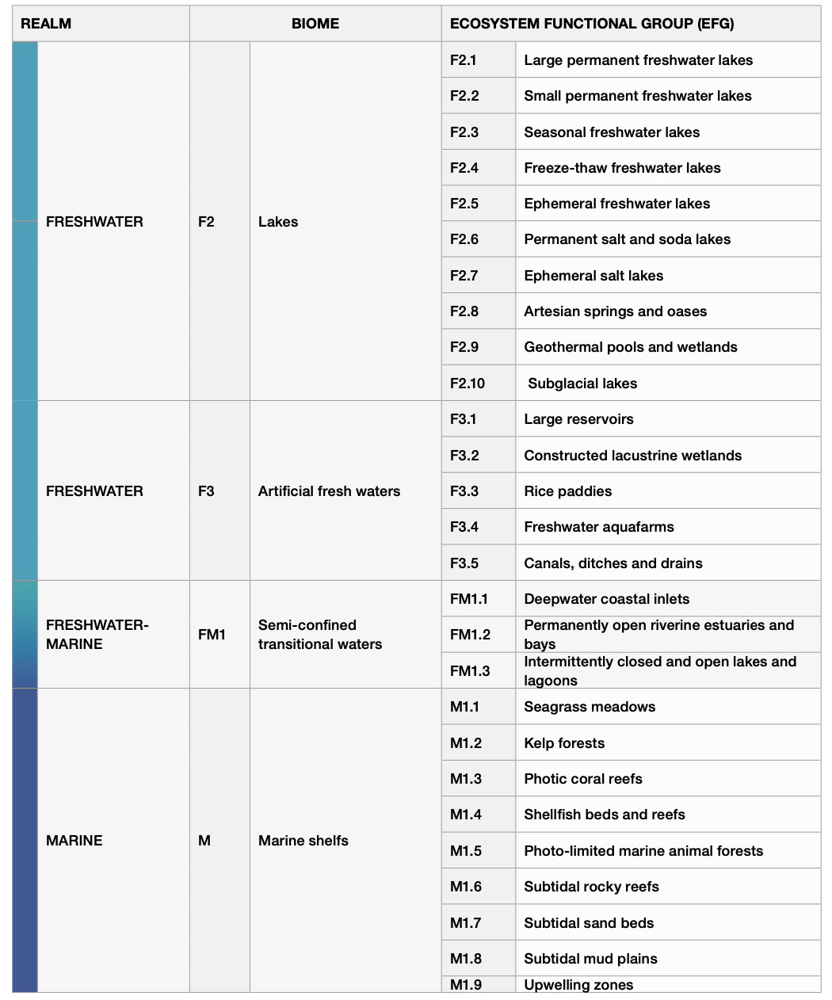 REALM BIOME ECOSYSTEM FUNCTIONAL GROUP (EFG)
FRESHWATER F2 Lakes
F2.1 Large permanent freshwater lakes
F2.2 Small permanent freshwater lakes
F2.3 Seasonal freshwater lakes
F2.4 Freeze-thaw freshwater lakes
F2.5 Ephemeral freshwater lakes
F2.6 Permanent salt and soda lakes
F2.7 Ephemeral salt lakes
F2.8 Artesian springs and oases
F2.9 Geothermal pools and wetlands
F2.10 Subglacial lakes
FRESHWATER F3 Artificial fresh waters
F3.1 Large reservoirs
F3.2 Constructed lacustrine wetlands
F3.3 Rice paddies
F3.4 Freshwater aquafarms
F3.5 Canals, ditches and drains
FRESHWATER-
MARINE
FM1
Semi-confined
transitional waters
FM1.1 Deepwater coastal inlets
FM1.2 Permanently open riverine estuaries and
bays
FM1.3 Intermittently closed and open lakes and
lagoons
MARINE M Marine shelfs
M1.1 Seagrass meadows
M1.2 Kelp forests
M1.3 Photic coral reefs
M1.4 Shellfish beds and reefs
M1.5 Photo-limited marine animal forests
M1.6 Subtidal rocky reefs
M1.7 Subtidal sand beds
M1.8 Subtidal mud plains
M1.9 Upwelling zones